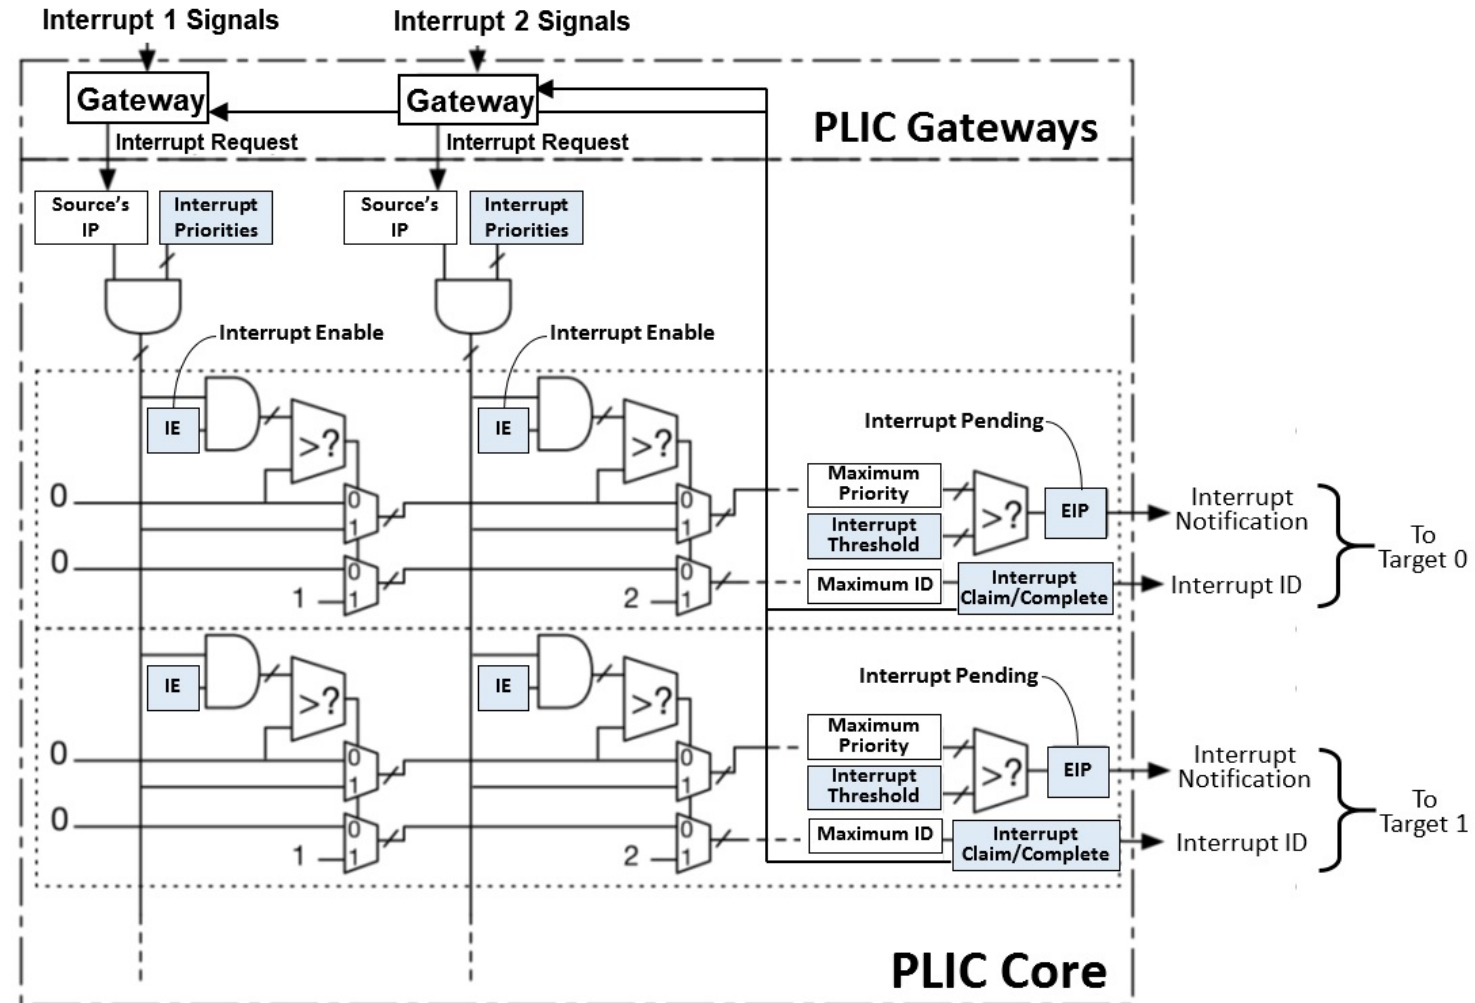 Interrupt 1 Signals
Interrupt 2 Signals
Gateway
Gateway
PLIC Gateways
Interrupt Request
Interrupt Request
Source's
IP
Interrupt
Priorities
Source's
IP
Interrupt
Priorities
Interrupt Enable
Interrupt Enable
IE
>?
IE
>?
0
0
1
0
1
0
0
1
0
1
1
2
Interrupt Pending
Maximum
Priority
Interrupt
Threshold
>?
EIP
Maximum ID
Interrupt
Claim/Complete
Interrupt
Notification
Interrupt ID
To
Target 0
IE
>?
IE
>?
0
0
1
0
1
0
0
1
0
1
1
2
Interrupt Pending
Maximum
Priority
Interrupt
Threshold
>?
EIP
Maximum ID
Interrupt
Claim/Complete
Interrupt
Notification
Interrupt ID
To
Target 1
PLIC Core